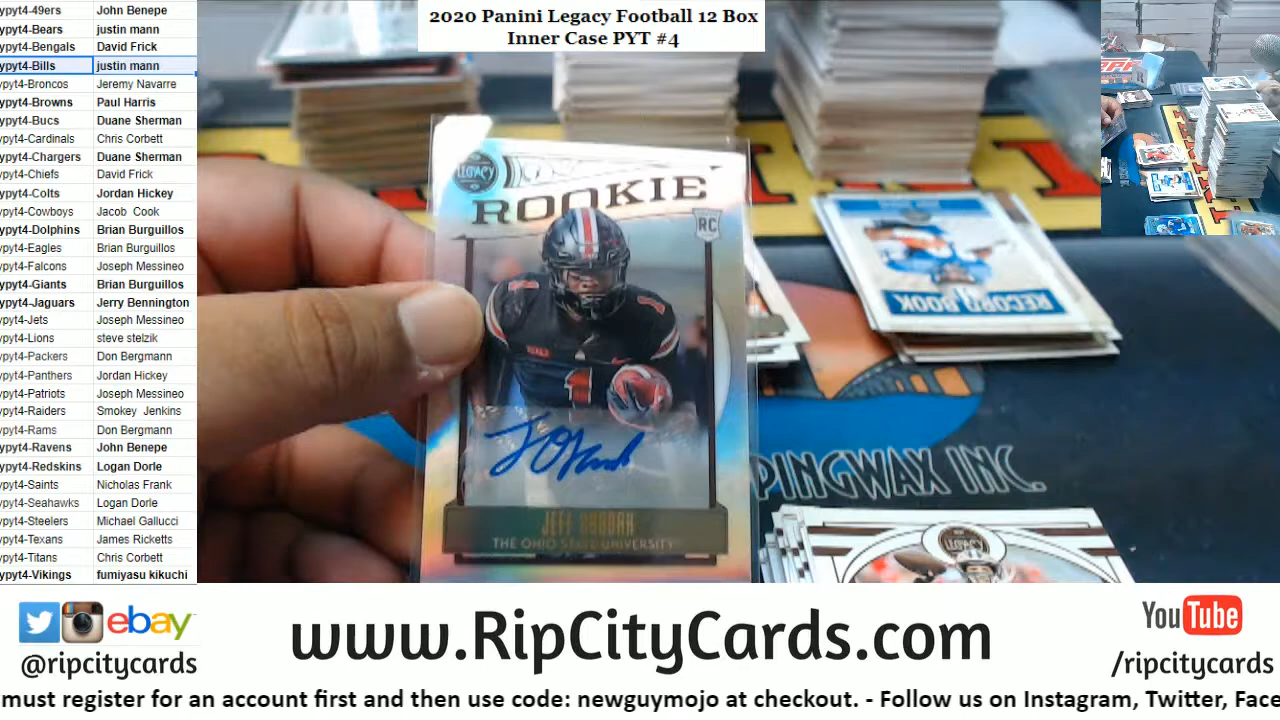 ypyt4-49ers John Benepe
ypyt4-Bears justin mann
ypyt4-Bengals David Frick
ypyt4-Bills justin mann
ypyt4-Broncos Jeremy Navarre
ypyt4-Browns Paul Harris
ypyt4-Bucs Duane Sherman
ypyt4-Cardinals Chris Corbett
ypyt4-Chargers Duane Sherman
ypyt4-Chiefs David Frick
ypyt4-Colts Jordan Hickey
ypyt4-Cowboys Jacob Cook
ypyt4-Dolphins Brian Burguillos
ypyt4-Eagles Brian Burguillos
ypyt4-Falcons Joseph Messineo
ypyt4-Giants Brian Burguillos
ypyt4-Jaguars Jerry Bennington
ypyt4-Jets Joseph Messineo
ypyt4-Lions steve stelzik
ypyt4-Packers Don Bergmann
ypyt4-Panthers Jordan Hickey
ypyt4-Patriots Joseph Messineo
ypyt4-Raiders Smokey Jenkins
ypyt4-Rams Don Bergmann
ypyt4-Ravens John Benepe
ypyt4-Redskins Logan Dorle
ypyt4-Saints Nicholas Frank
ypyt4-Seahawks Logan Dorle
ypyt4-Steelers Michael Gallucci
ypyt4-Texans James Ricketts
ypyt4-Titans Chris Corbett
ypyt4-Vikings fumiyasu kikuchi
2020 Panini Legacy Football 12 Box
Inner Case PYT #4
LEGACY
ROOKIE
RC
1
1
JEFF OKUDAH
THE OHIO STATE UNIVERSITY
RECORD BOOK
PINGWAX INC.
LEGACY
ebay
@ripcitycards
www.RipCityCards.com
YouTube
/ripcitycards
must register for an account first and then use code: newguymojo at checkout. - Follow us on Instagram, Twitter, Face